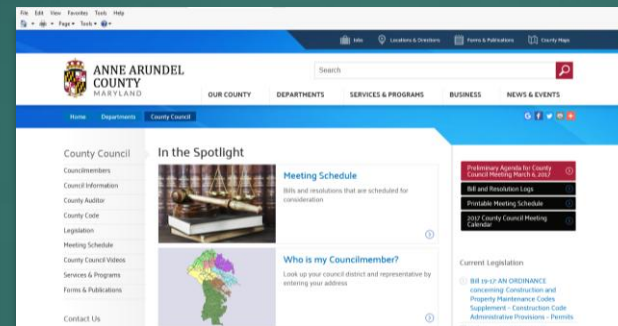 File Edit View Favorites Tools Help
Page Tools
Jobs Locations & Directions Forms & Publications County Maps
ANNE ARUNDEL
COUNTY
MARYLAND
Search
OUR COUNTY DEPARTMENTS SERVICES & PROGRAMS BUSINESS NEWS & EVENTS
Home Departments County Council
County Council
Councilmembers
Council Information
County Auditor
County Code
Legislation
Meeting Schedule
County Council Videos
Services & Programs
Forms & Publications
Contact Us
In the Spotlight
Meeting Schedule
Bills and resolutions that are scheduled for
consideration
Who is my Councilmember?
Look up your council district and representative by
entering your address
Preliminary Agenda for County
Council Meeting March 6, 2017
Bill and Resolution Logs
Printable Meeting Schedule
2017 County Council Meeting
Calendar
Current Legislation
Bill 19-17 AN ORDINANCE
concerning: Construction and
Property Maintenance Codes
Supplement – Construction Code
Administrative Provisions – Permits